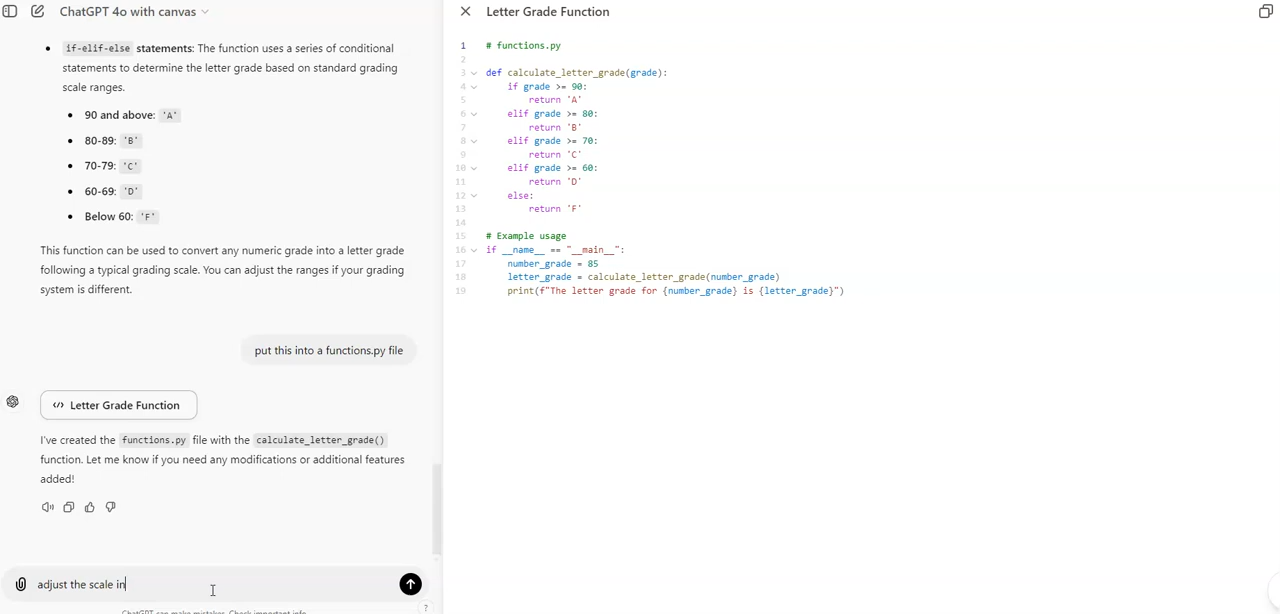 ChatGPT 4o with canvas
if-elif-else statements: The function uses a series of conditional
statements to determine the letter grade based on standard grading
scale ranges.
90 and above: 'A'
80-89: 'B'
70-79: 'C'
60-69: 'D'
Below 60: 'F'
This function can be used to convert any numeric grade into a letter grade
following a typical grading scale. You can adjust the ranges if your grading
system is different.
put this into a functions.py file
Letter Grade Function
I've created the functions.py file with the calculate_letter_grade()
function. Let me know if you need any modifications or additional features
added!
adjust the scale in
ChatGPT can make mistakes. Check important info.
?
Letter Grade Function
1 # functions.py
2
3 def calculate_letter_grade(grade):
4 if grade >= 90:
5 return 'A'
6 elif grade >= 80:
7 return 'B'
8 elif grade >= 70:
9 return 'C'
10 elif grade >= 60:
11 return 'D'
12 else:
13 return 'F'
14
15 # Example usage
16 if __name__ == "__main__":
17 number_grade = 85
18 letter_grade = calculate_letter_grade(number_grade)
19 print(f"The letter grade for {number_grade} is {letter_grade}")